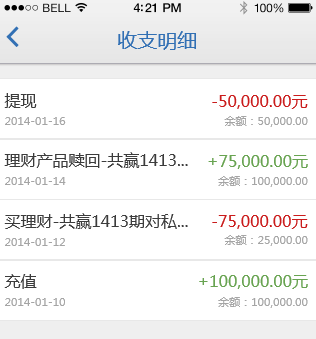 BELL 4:21 PM 100%
收支明细
提现 -50,000.00元
2014-01-16 余额：50,000.00
理财产品赎回-共赢1413... +75,000.00元
2014-01-14 余额：100,000.00
买理财-共赢1413期对私... -75,000.00元
2014-01-12 余额：25,000.00
充值 +100,000.00元
2014-01-10 余额：100,000.00